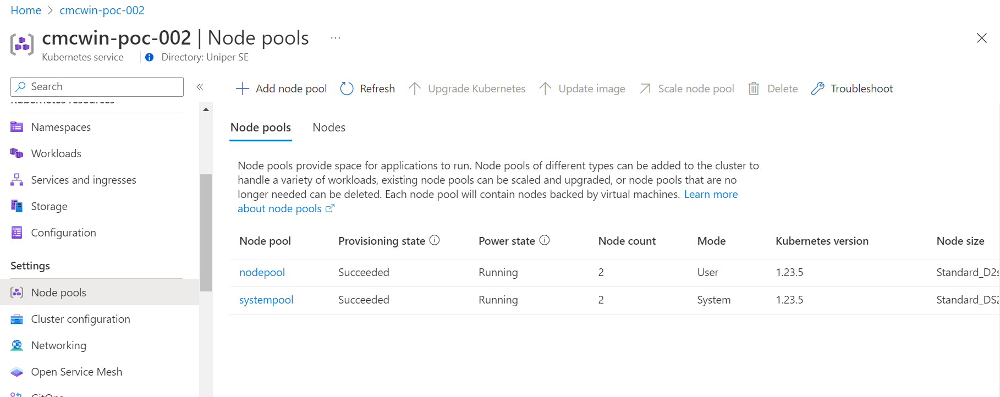 Home > cmcwin-poc-002
cmcwin-poc-002 | Node pools ...
Kubernetes service
Directory: Uniper SE
Search
«
Kubernetes resources
Namespaces
Workloads
Services and ingresses
Storage
Configuration
Settings
Node pools
Cluster configuration
Networking
Open Service Mesh
GitOps
Add node pool Refresh Upgrade Kubernetes Update image Scale node pool Delete Troubleshoot
Node pools Nodes
Node pools provide space for applications to run. Node pools of different types can be added to the cluster to
handle a variety of workloads, existing node pools can be scaled and upgraded, or node pools that are no
longer needed can be deleted. Each node pool will contain nodes backed by virtual machines. Learn more
about node pools
Node pool Provisioning state Power state Node count Mode Kubernetes version Node size
nodepool Succeeded Running 2 User 1.23.5 Standard_D2s
systempool Succeeded Running 2 System 1.23.5 Standard_DS2